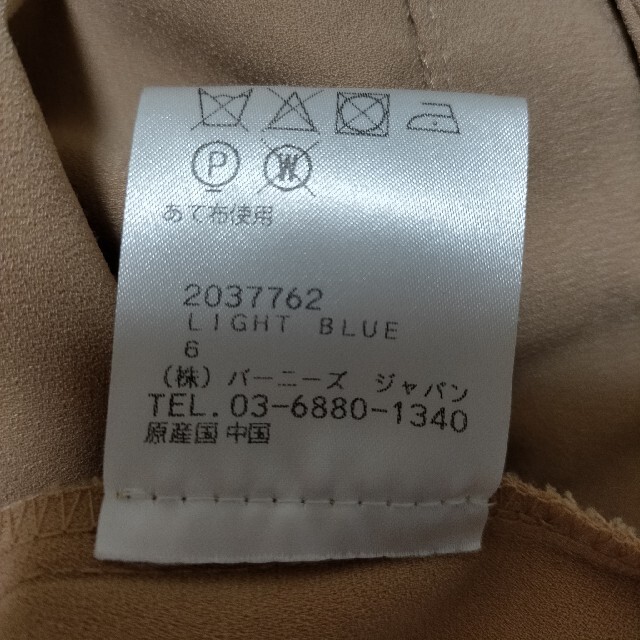 P W
あて布使用
2037762
LIGHT BLUE
6
(株) バーニーズ ジャパン
TEL. 03-6880-1340
原産国 中国